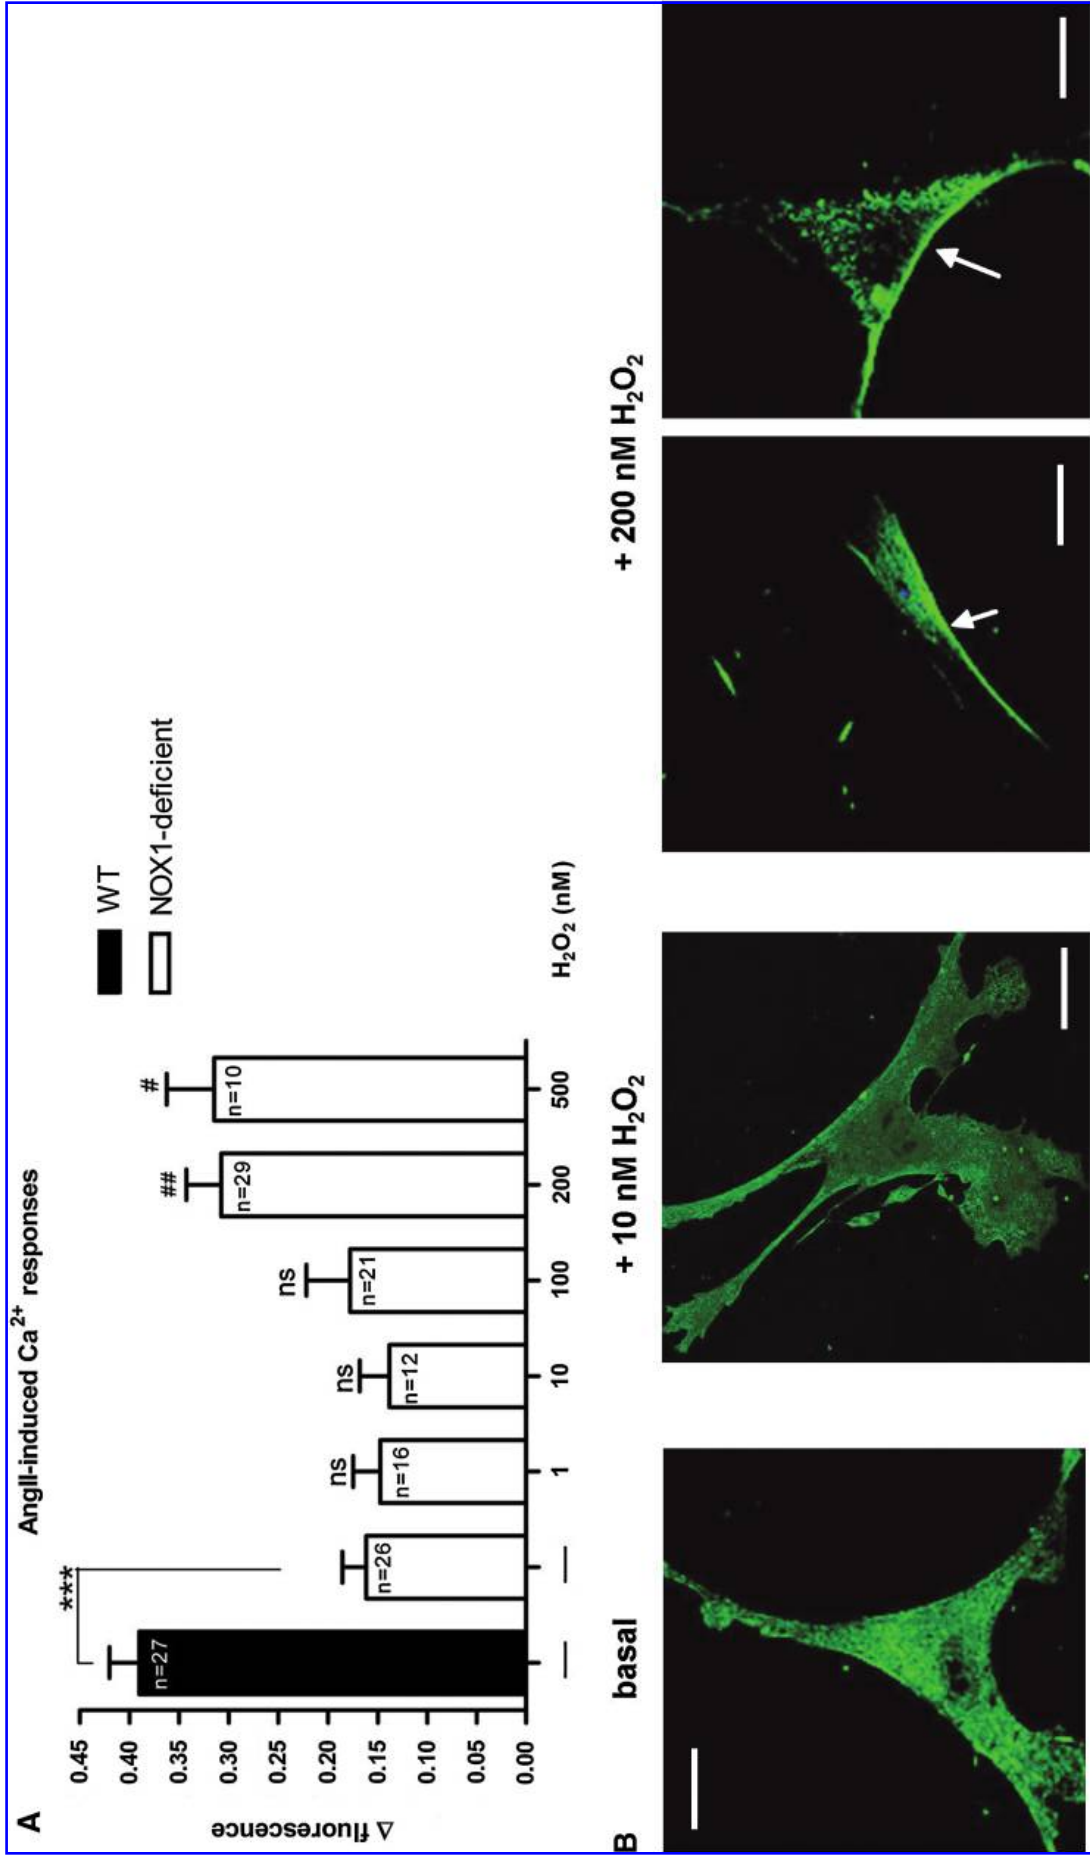 A
AngII-induced Ca²⁺ responses
Δ fluorescence
0.45
0.40
0.35
0.30
0.25
0.20
0.15
0.10
0.05
0.00
***
n=27
n=26
n=16
n=12
n=21
n=29
n=10
ns
ns
ns
##
#
— — 1 10 100 200 500
H₂O₂ (nM)
WT
NOX1-deficient
B
basal
+ 10 nM H₂O₂
+ 200 nM H₂O₂